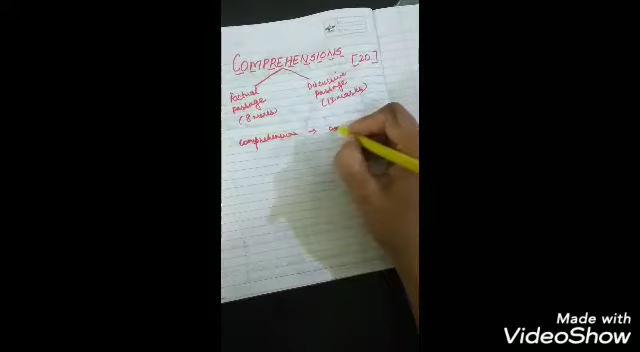 COMPREHENSIONS [20]
Factual
Passage
(8 marks)
Discursive
Passage
(12 marks)
Comprehension →
Made with
VideoShow